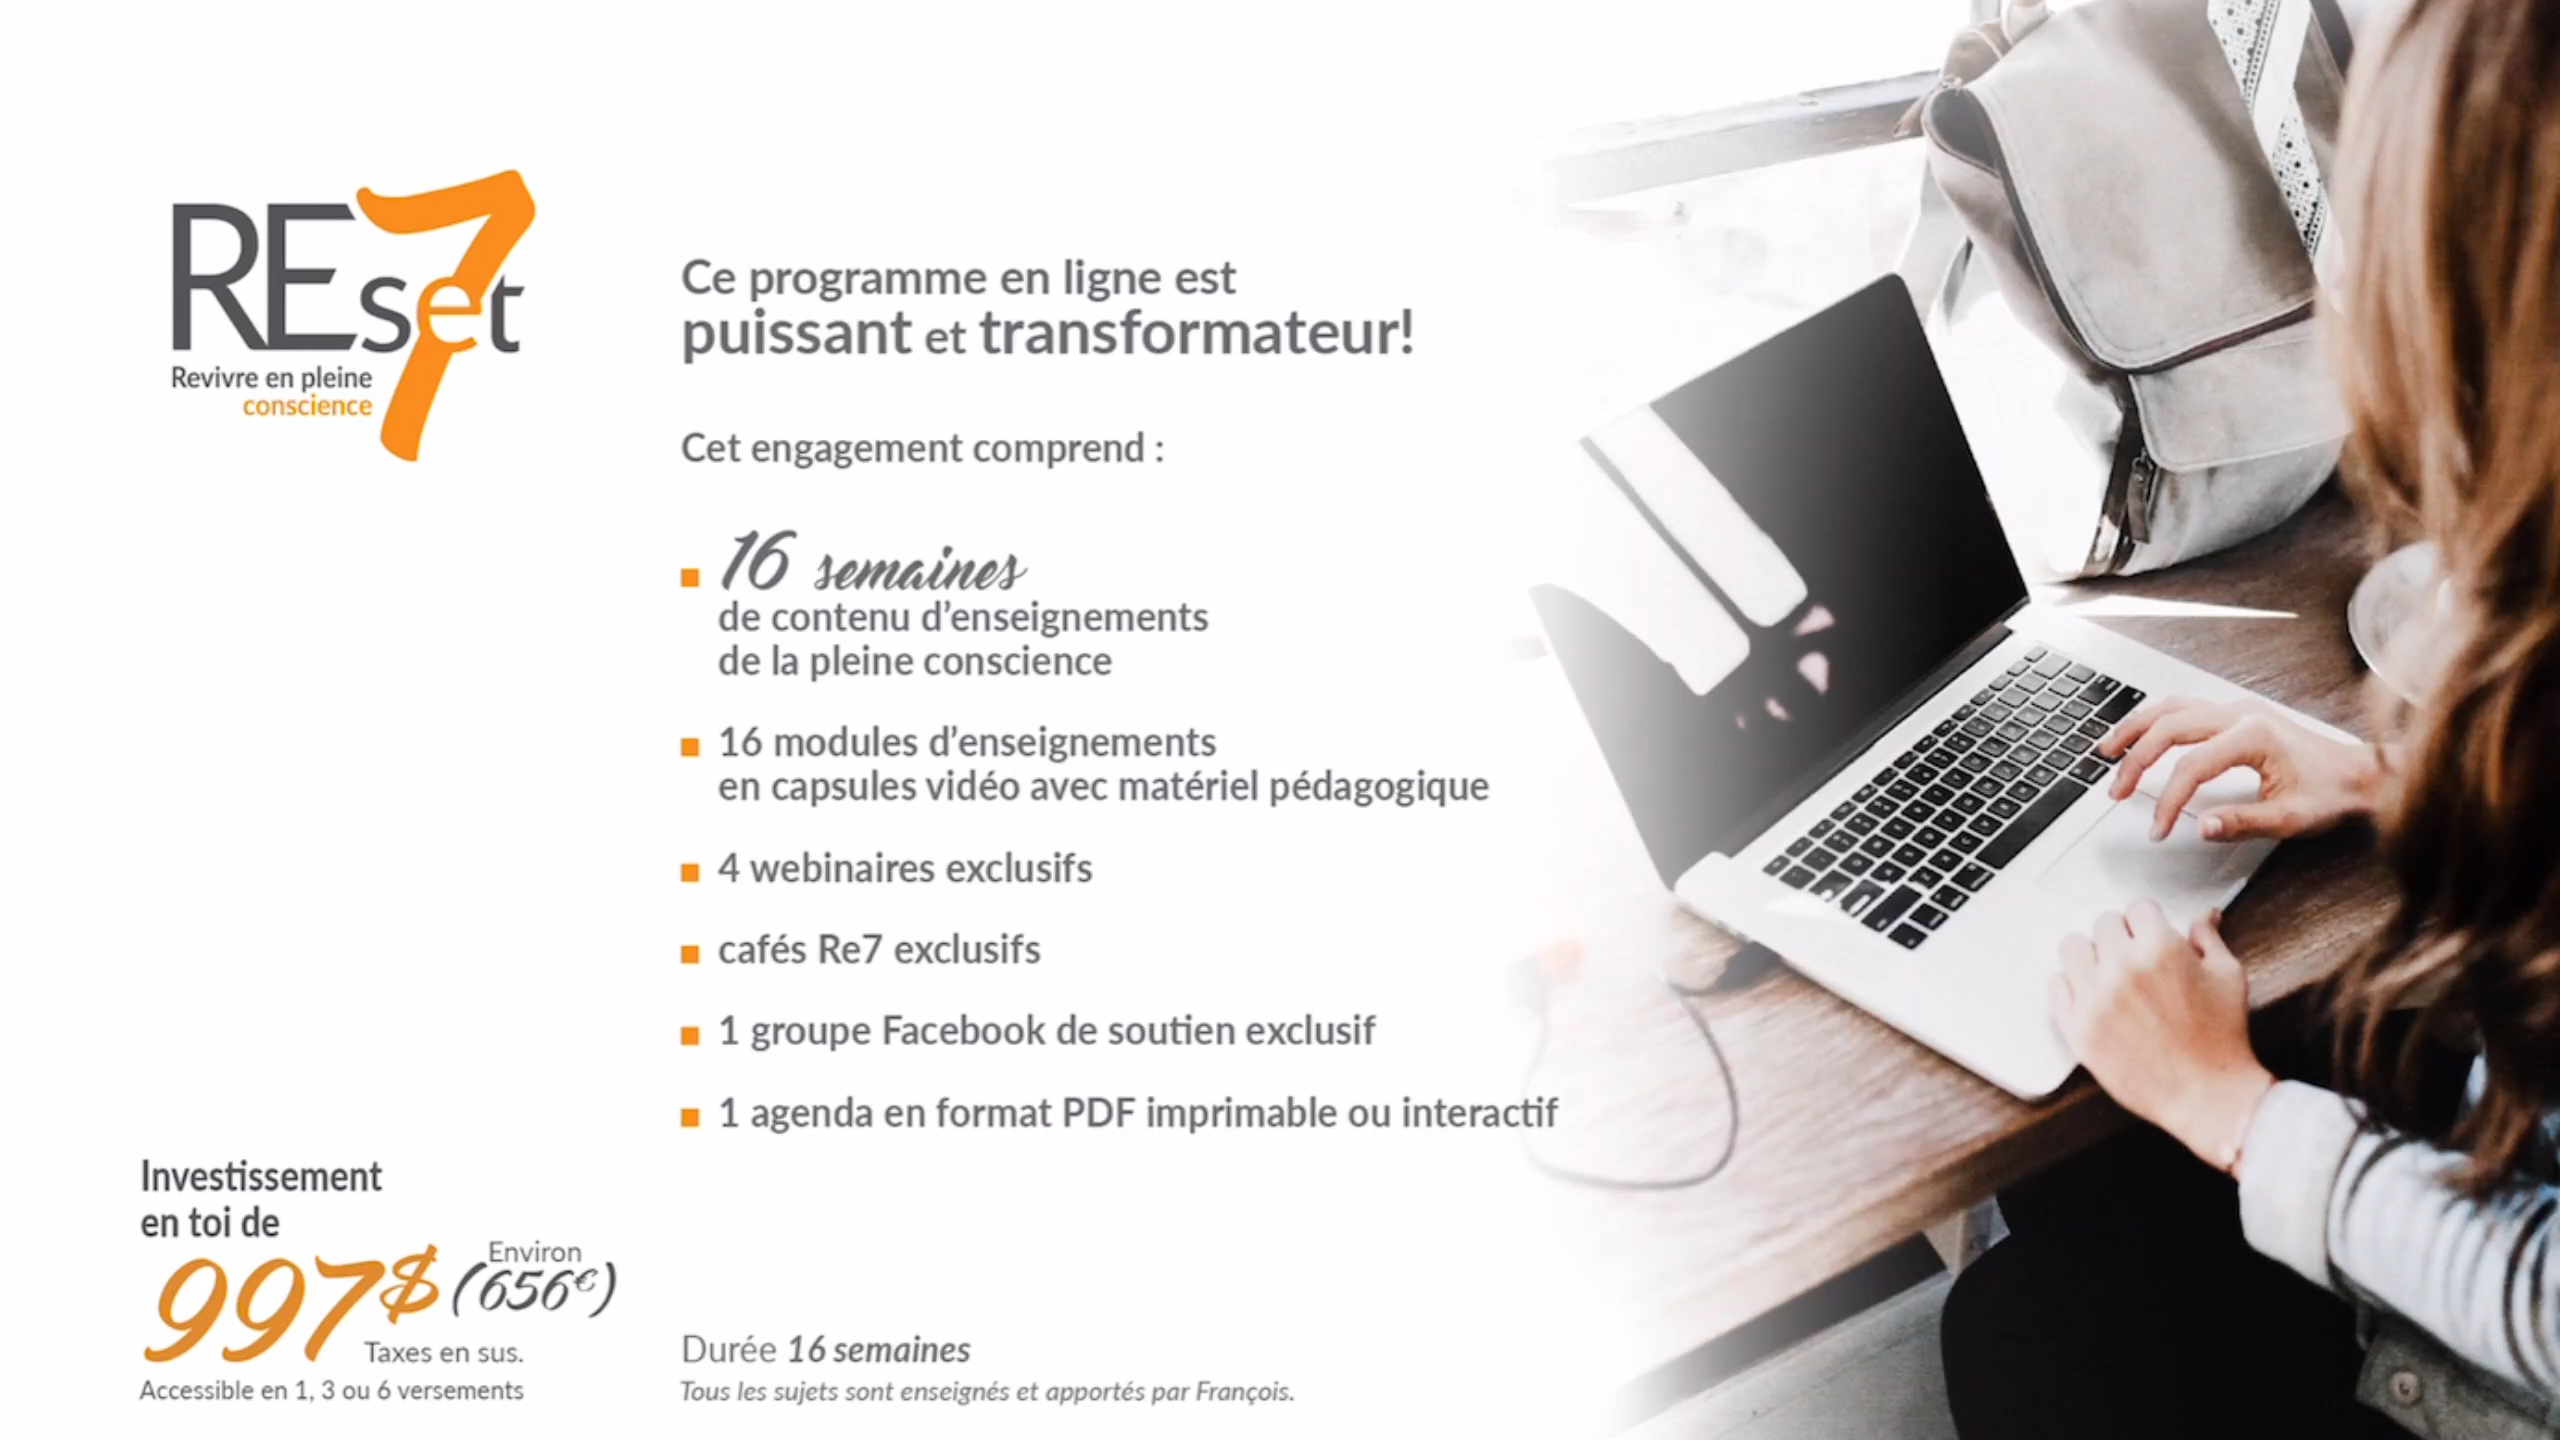 REset 7
Revivre en pleine
conscience
Ce programme en ligne est
puissant et transformateur!
Cet engagement comprend :
16 semaines
de contenu d'enseignements
de la pleine conscience
16 modules d'enseignements
en capsules vidéo avec matériel pédagogique
4 webinaires exclusifs
cafés Re7 exclusifs
1 groupe Facebook de soutien exclusif
1 agenda en format PDF imprimable ou interactif
Investissement
en toi de
Environ
997$ (656€)
Taxes en sus.
Accessible en 1, 3 ou 6 versements
Durée 16 semaines
Tous les sujets sont enseignés et apportés par François.